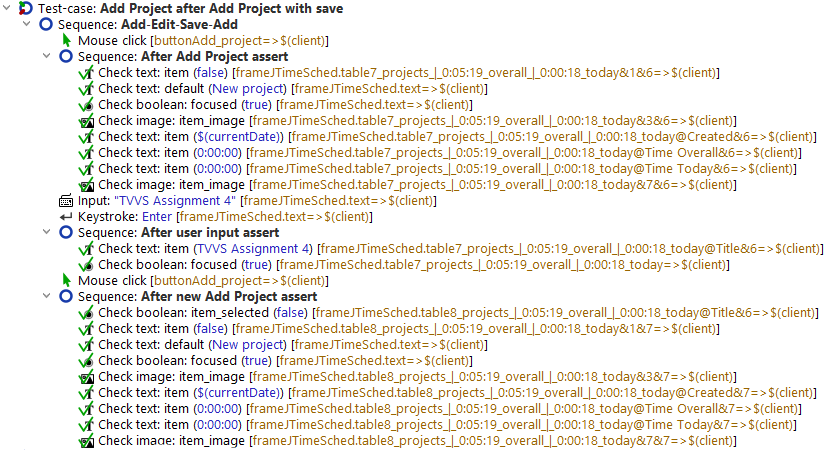 Test-case: Add Project after Add Project with save
Sequence: Add-Edit-Save-Add
Mouse click [buttonAdd_project=>$(client)]
Sequence: After Add Project assert
Check text: item (false) [frameJTimeSched.table7_projects_|_0:05:19_overall_|_0:00:18_today&1&6=>$(client)]
Check text: default (New project) [frameJTimeSched.text=>$(client)]
Check boolean: focused (true) [frameJTimeSched.text=>$(client)]
Check image: item_image [frameJTimeSched.table7_projects_|_0:05:19_overall_|_0:00:18_today&3&6=>$(client)]
Check text: item ($(currentDate)) [frameJTimeSched.table7_projects_|_0:05:19_overall_|_0:00:18_today@Created&6=>$(client)]
Check text: item (0:00:00) [frameJTimeSched.table7_projects_|_0:05:19_overall_|_0:00:18_today@Time Overall&6=>$(client)]
Check text: item (0:00:00) [frameJTimeSched.table7_projects_|_0:05:19_overall_|_0:00:18_today@Time Today&6=>$(client)]
Check image: item_image [frameJTimeSched.table7_projects_|_0:05:19_overall_|_0:00:18_today&7&6=>$(client)]
Input: "TVVS Assignment 4" [frameJTimeSched.text=>$(client)]
Keystroke: Enter [frameJTimeSched.text=>$(client)]
Sequence: After user input assert
Check text: item (TVVS Assignment 4) [frameJTimeSched.table7_projects_|_0:05:19_overall_|_0:00:18_today@Title&6=>$(client)]
Check boolean: focused (true) [frameJTimeSched.table7_projects_|_0:05:19_overall_|_0:00:18_today=>$(client)]
Mouse click [buttonAdd_project=>$(client)]
Sequence: After new Add Project assert
Check boolean: item_selected (false) [frameJTimeSched.table8_projects_|_0:05:19_overall_|_0:00:18_today@Title&6=>$(client)]
Check text: item (false) [frameJTimeSched.table8_projects_|_0:05:19_overall_|_0:00:18_today&1&7=>$(client)]
Check text: default (New project) [frameJTimeSched.text=>$(client)]
Check boolean: focused (true) [frameJTimeSched.text=>$(client)]
Check image: item_image [frameJTimeSched.table8_projects_|_0:05:19_overall_|_0:00:18_today&3&7=>$(client)]
Check text: item ($(currentDate)) [frameJTimeSched.table8_projects_|_0:05:19_overall_|_0:00:18_today@Created&7=>$(client)]
Check text: item (0:00:00) [frameJTimeSched.table8_projects_|_0:05:19_overall_|_0:00:18_today@Time Overall&7=>$(client)]
Check text: item (0:00:00) [frameJTimeSched.table8_projects_|_0:05:19_overall_|_0:00:18_today@Time Today&7=>$(client)]
Check image: item_image [frameJTimeSched.table8_projects_|_0:05:19_overall_|_0:00:18_today&7&7=>$(client)]